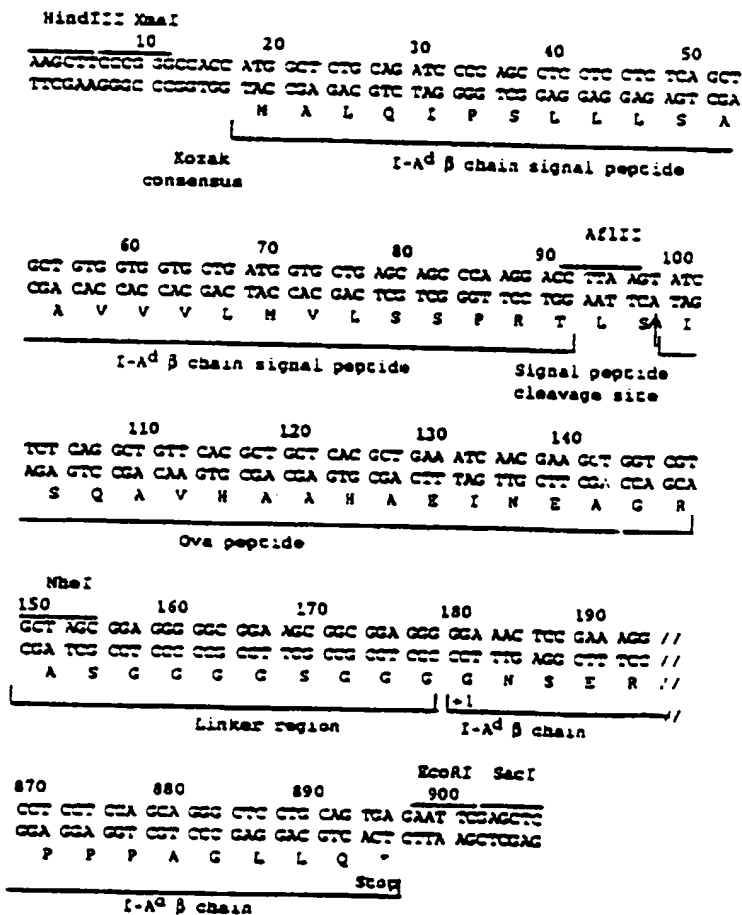 HindIII XmaI
10 20 30 40 50
AAGCTTCCCG GGCCACC ATG GCT CTG CAG ATC CCC AGC CTC CTC CTC TCA GCT
TTCGAAGGGC CCGGTGG TAC CGA GAC GTC TAG GGG TCG GAG GAG GAG AGT CGA
M A L Q I P S L L L S A
Kozak consensus
I-Ad β chain signal peptide
AflII
60 70 80 90 100
GCT GTG GTG GTG CTG ATG GTG CTG AGC AGC CCA AGG ACC TTA AGT ATC
CGA CAC CAC CAC GAC TAC CAC GAC TCG TCG GGT TCC TGG AAT TCA TAG
A V V V L M V L S S P R T L S I
I-Ad β chain signal peptide
Signal peptide cleavage site
110 120 130 140
TCT CAG GCT GTT CAC GCT GCT CAC GCT GAA ATC AAC GAA GCT GGT CGT
AGA GTC CGA CAA GTG CGA CGA GTG CGA CTT TAG TTG CTT CGA CCA GCA
S Q A V H A A H A E I N E A G R
Ova peptide
NheI
150 160 170 180 190
GCT AGC GGA GGG GGC GGA AGC GGC GGA GGG GGA AAC TCC GAA AGG //
CGA TCG CCT CCC CCG CCT TCG CCG CCT CCC CCT TTG AGG CTT TCC //
A S G G G G S G G G G N S E R //
+1 //
Linker region I-Ad β chain
EcoRI SacI
870 880 890 900
CCT CCT CCA GCA GGG CTC CTG CAG TGA GAATT CGAGCTC
GGA GGA GGT CGT CCC GAG GAC GTC ACT CTTAA GCTCGAG
P P P A G L L Q *
Stop
I-Ad β chain